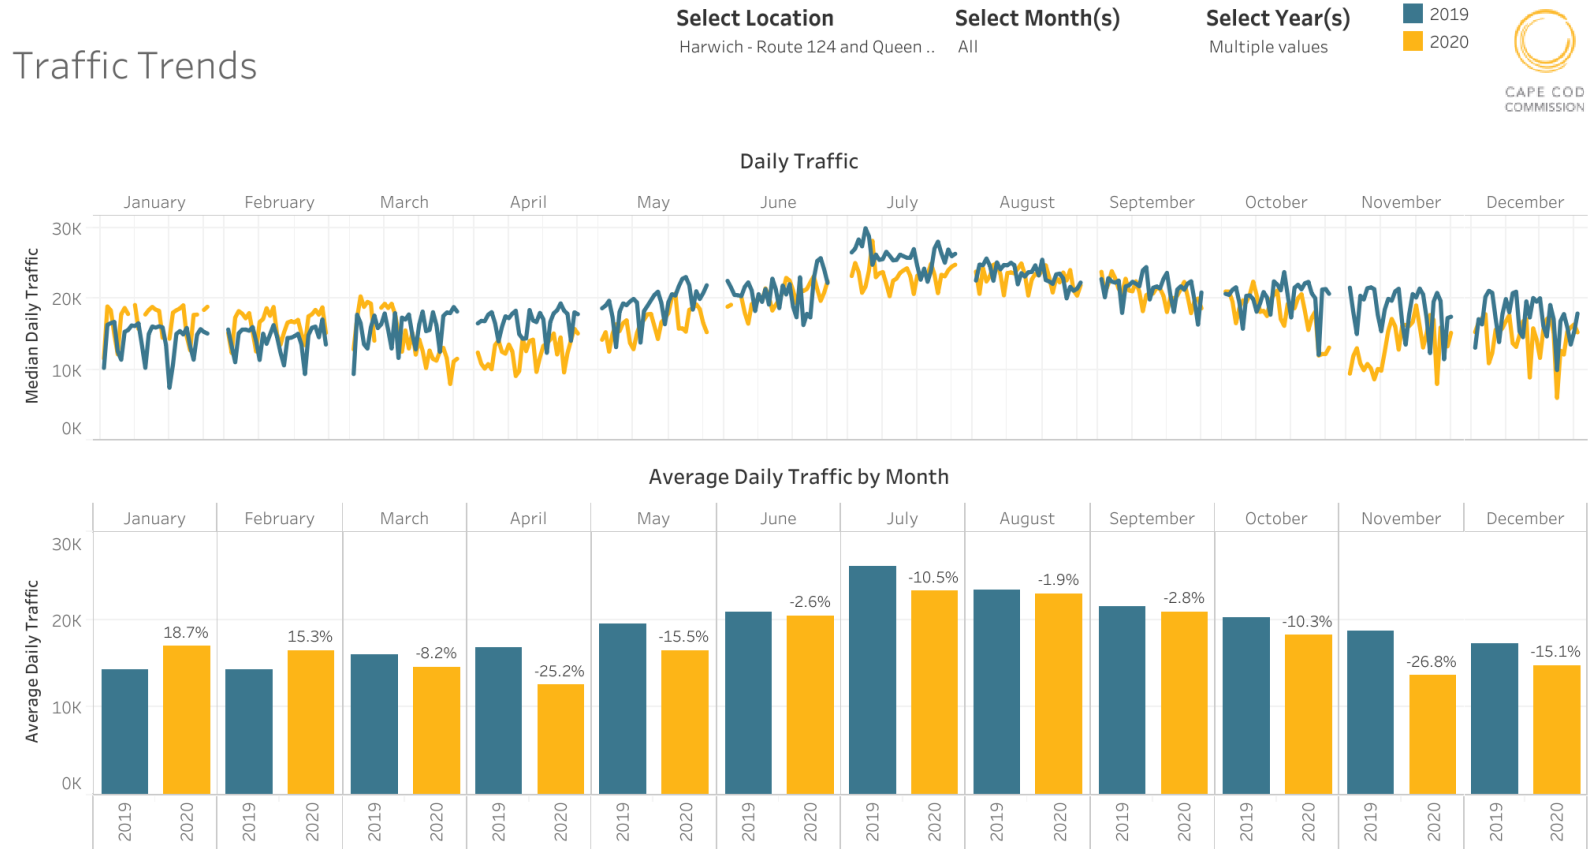 Traffic Trends
Select Location
Harwich - Route 124 and Queen ..
Select Month(s)
All
Select Year(s)
Multiple values
2019
2020
CAPE COD
COMMISSION
Daily Traffic
January February March April May June July August September October November December
Median Daily Traffic
30K
20K
10K
0K
Average Daily Traffic by Month
January February March April May June July August September October November December
Average Daily Traffic
30K
20K
10K
0K
18.7% 15.3% -8.2% -25.2% -15.5% -2.6% -10.5% -1.9% -2.8% -10.3% -26.8% -15.1%
2019 2020 2019 2020 2019 2020 2019 2020 2019 2020 2019 2020 2019 2020 2019 2020 2019 2020 2019 2020 2019 2020 2019 2020